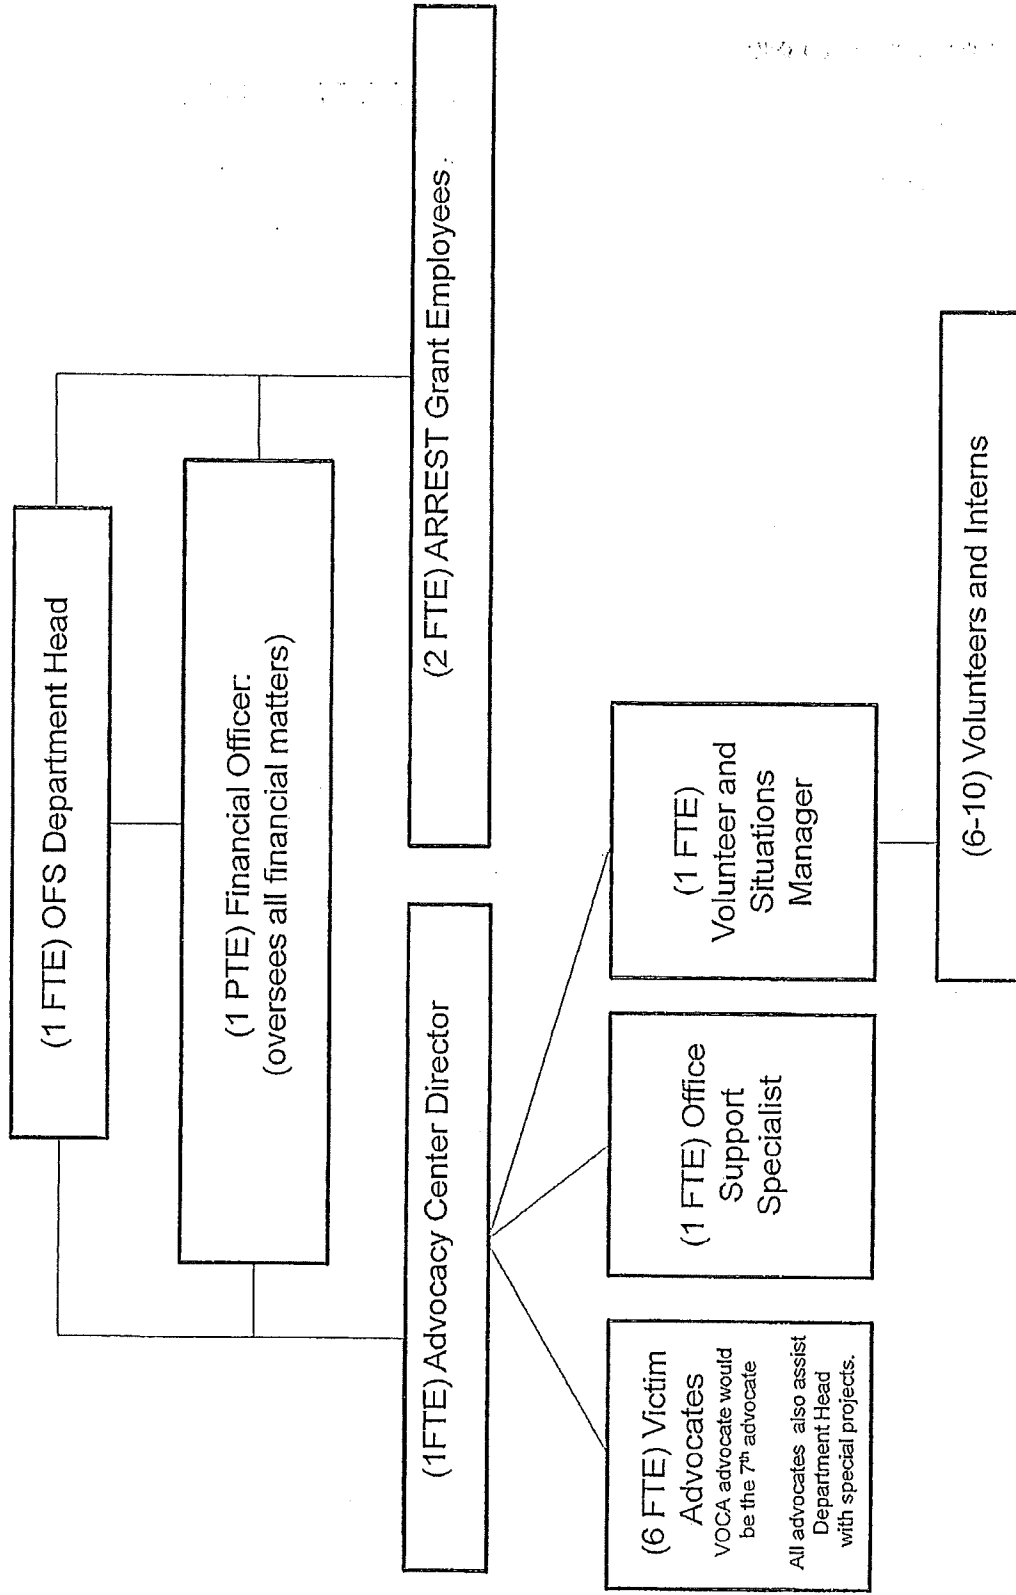 (1 FTE) OFS Department Head
(1 PTE) Financial Officer:
(oversees all financial matters)
(1FTE) Advocacy Center Director
(2 FTE) ARREST Grant Employees
(6 FTE) Victim
Advocates
VOCA advocate would
be the 7th advocate
All advocates also assist
Department Head
with special projects.
(1 FTE) Office
Support
Specialist
(1 FTE)
Volunteer and
Situations
Manager
(6-10) Volunteers and Interns